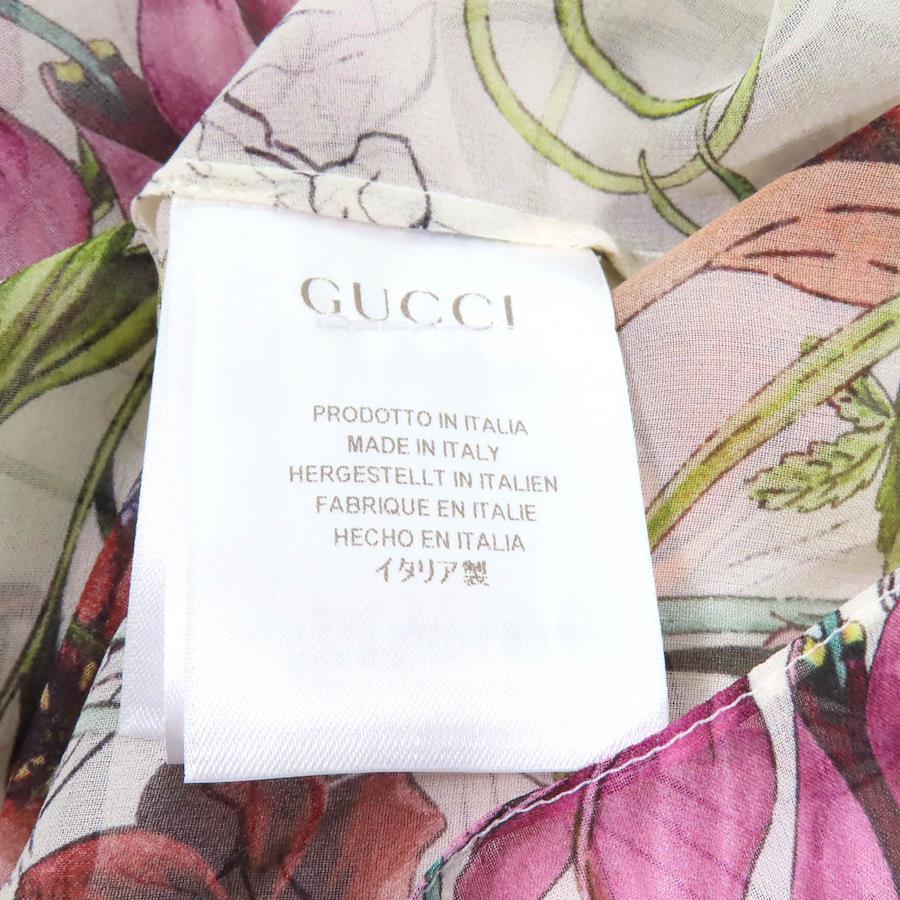 GUCCI
PRODOTTO IN ITALIA
MADE IN ITALY
HERGESTELLT IN ITALIEN
FABRIQUE EN ITALIE
HECHO EN ITALIA
イタリア製